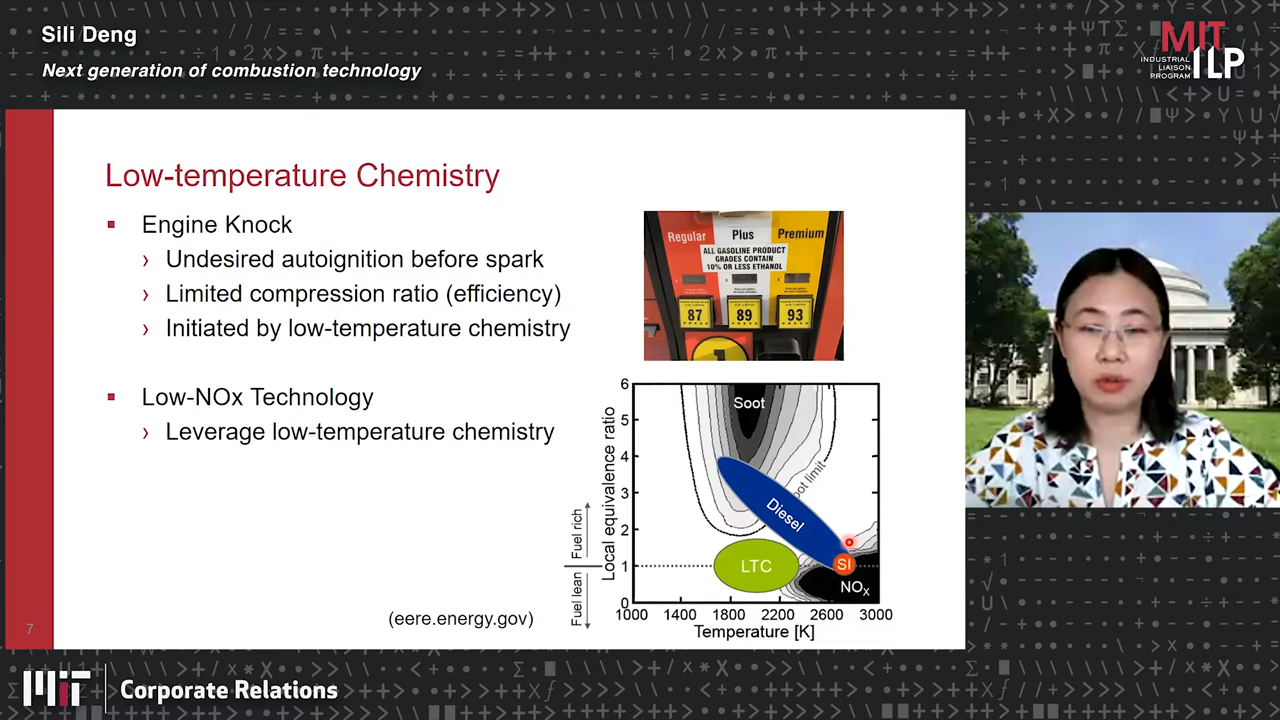 Sili Deng
Next generation of combustion technology
MIT
INDUSTRIAL
LIAISON
PROGRAM
ILP
Low-temperature Chemistry
Engine Knock
› Undesired autoignition before spark
› Limited compression ratio (efficiency)
› Initiated by low-temperature chemistry
Low-NOx Technology
› Leverage low-temperature chemistry
(eere.energy.gov)
7
Regular
Plus
Premium
ALL GASOLINE PRODUCT
GRADES CONTAIN
10% OR LESS ETHANOL
87
89
93
1
6
5
4
3
2
1
0
Local equivalence ratio
Fuel rich
Fuel lean
Soot
oot limit
Diesel
LTC
SI
NOx
1000 1400 1800 2200 2600 3000
Temperature [K]
MIT
Corporate Relations